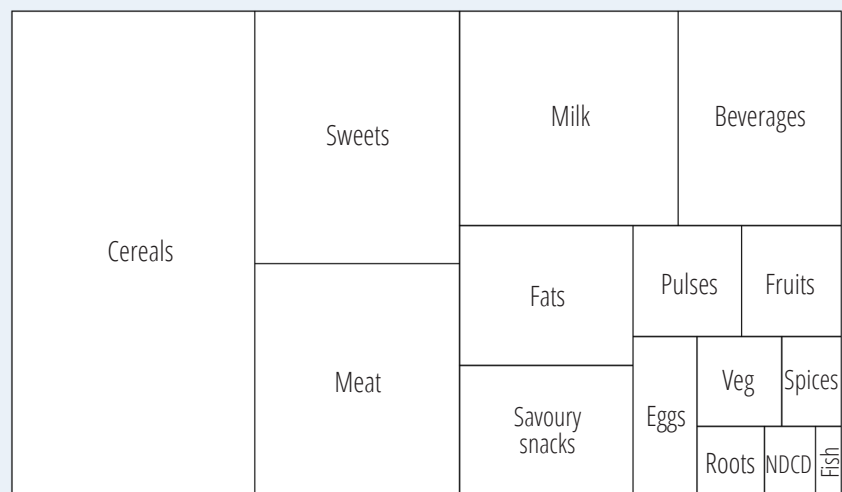 Cereals
Sweets
Meat
Milk
Beverages
Fats
Savoury
snacks
Pulses
Fruits
Eggs
Veg
Spices
Roots
NDCD
Fish